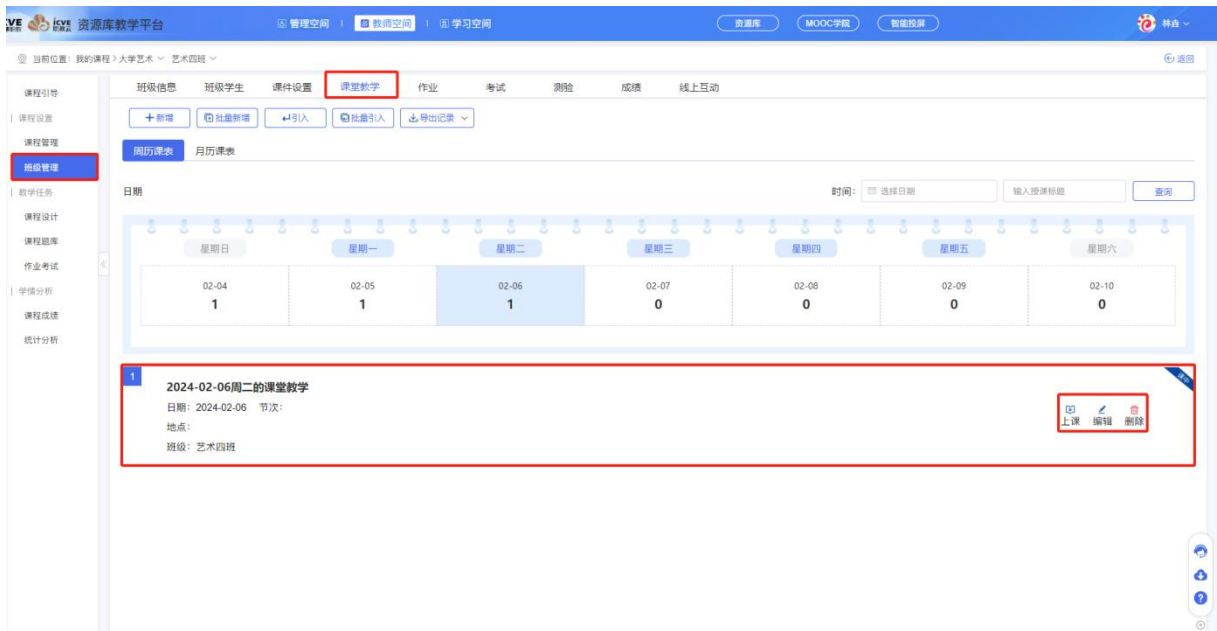 icve 资源库教学平台 管理空间 教师空间 学习空间 资源库 MOOC学院 智能投屏 林垚
当前位置: 我的课程 > 大学艺术 艺术四班 返回
课程引导
课程设置
课程管理
班级管理
教学任务
课程设计
课程题库
作业考试
学情分析
课程成绩
统计分析
班级信息 班级学生 课件设置 课堂教学 作业 考试 测验 成绩 线上互动
+新增 批量新增 引入 批量引入 导出记录
周历课表 月历课表
日期 时间: 选择日期 输入授课标题 查询
星期日 星期一 星期二 星期三 星期四 星期五 星期六
02-04 02-05 02-06 02-07 02-08 02-09 02-10
1 1 1 0 0 0 0
1
2024-02-06周二的课堂教学
日期: 2024-02-06 节次:
地点:
班级: 艺术四班
上课 编辑 删除